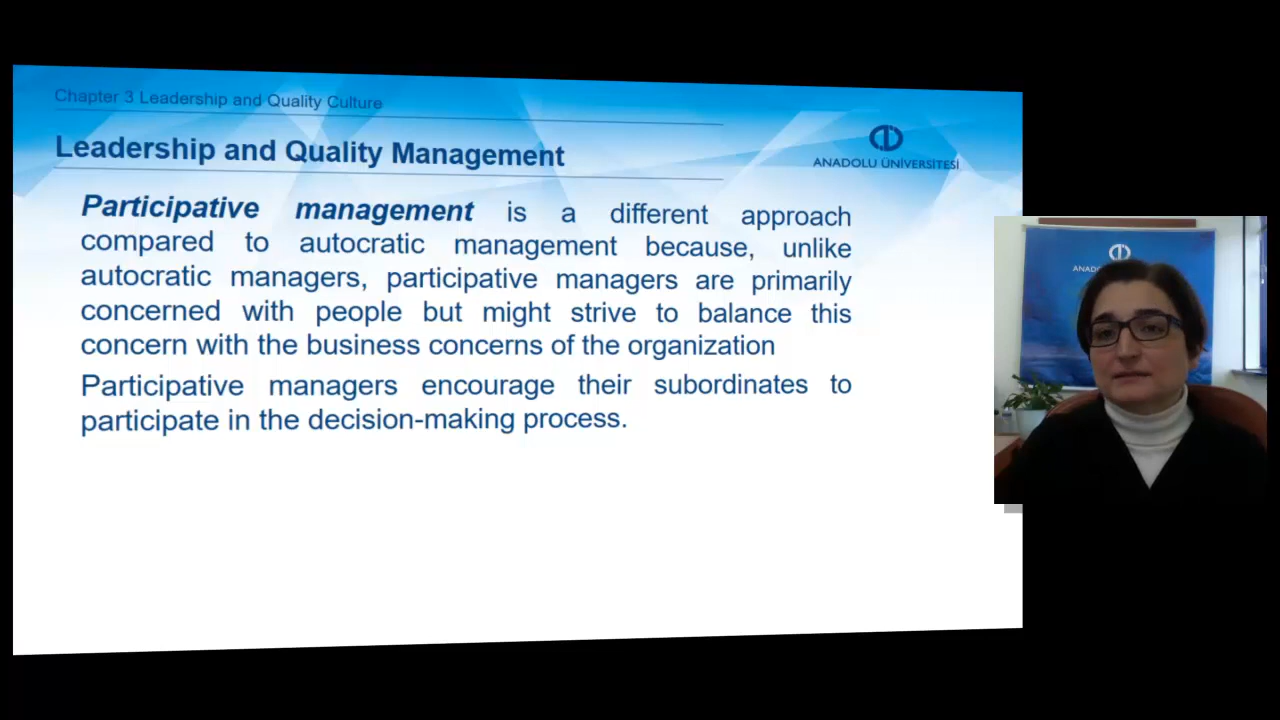 Chapter 3 Leadership and Quality Culture
Leadership and Quality Management
ANADOLU ÜNİVERSİTESİ
Participative management is a different approach
compared to autocratic management because, unlike
autocratic managers, participative managers are primarily
concerned with people but might strive to balance this
concern with the business concerns of the organization
Participative managers encourage their subordinates to
participate in the decision-making process.